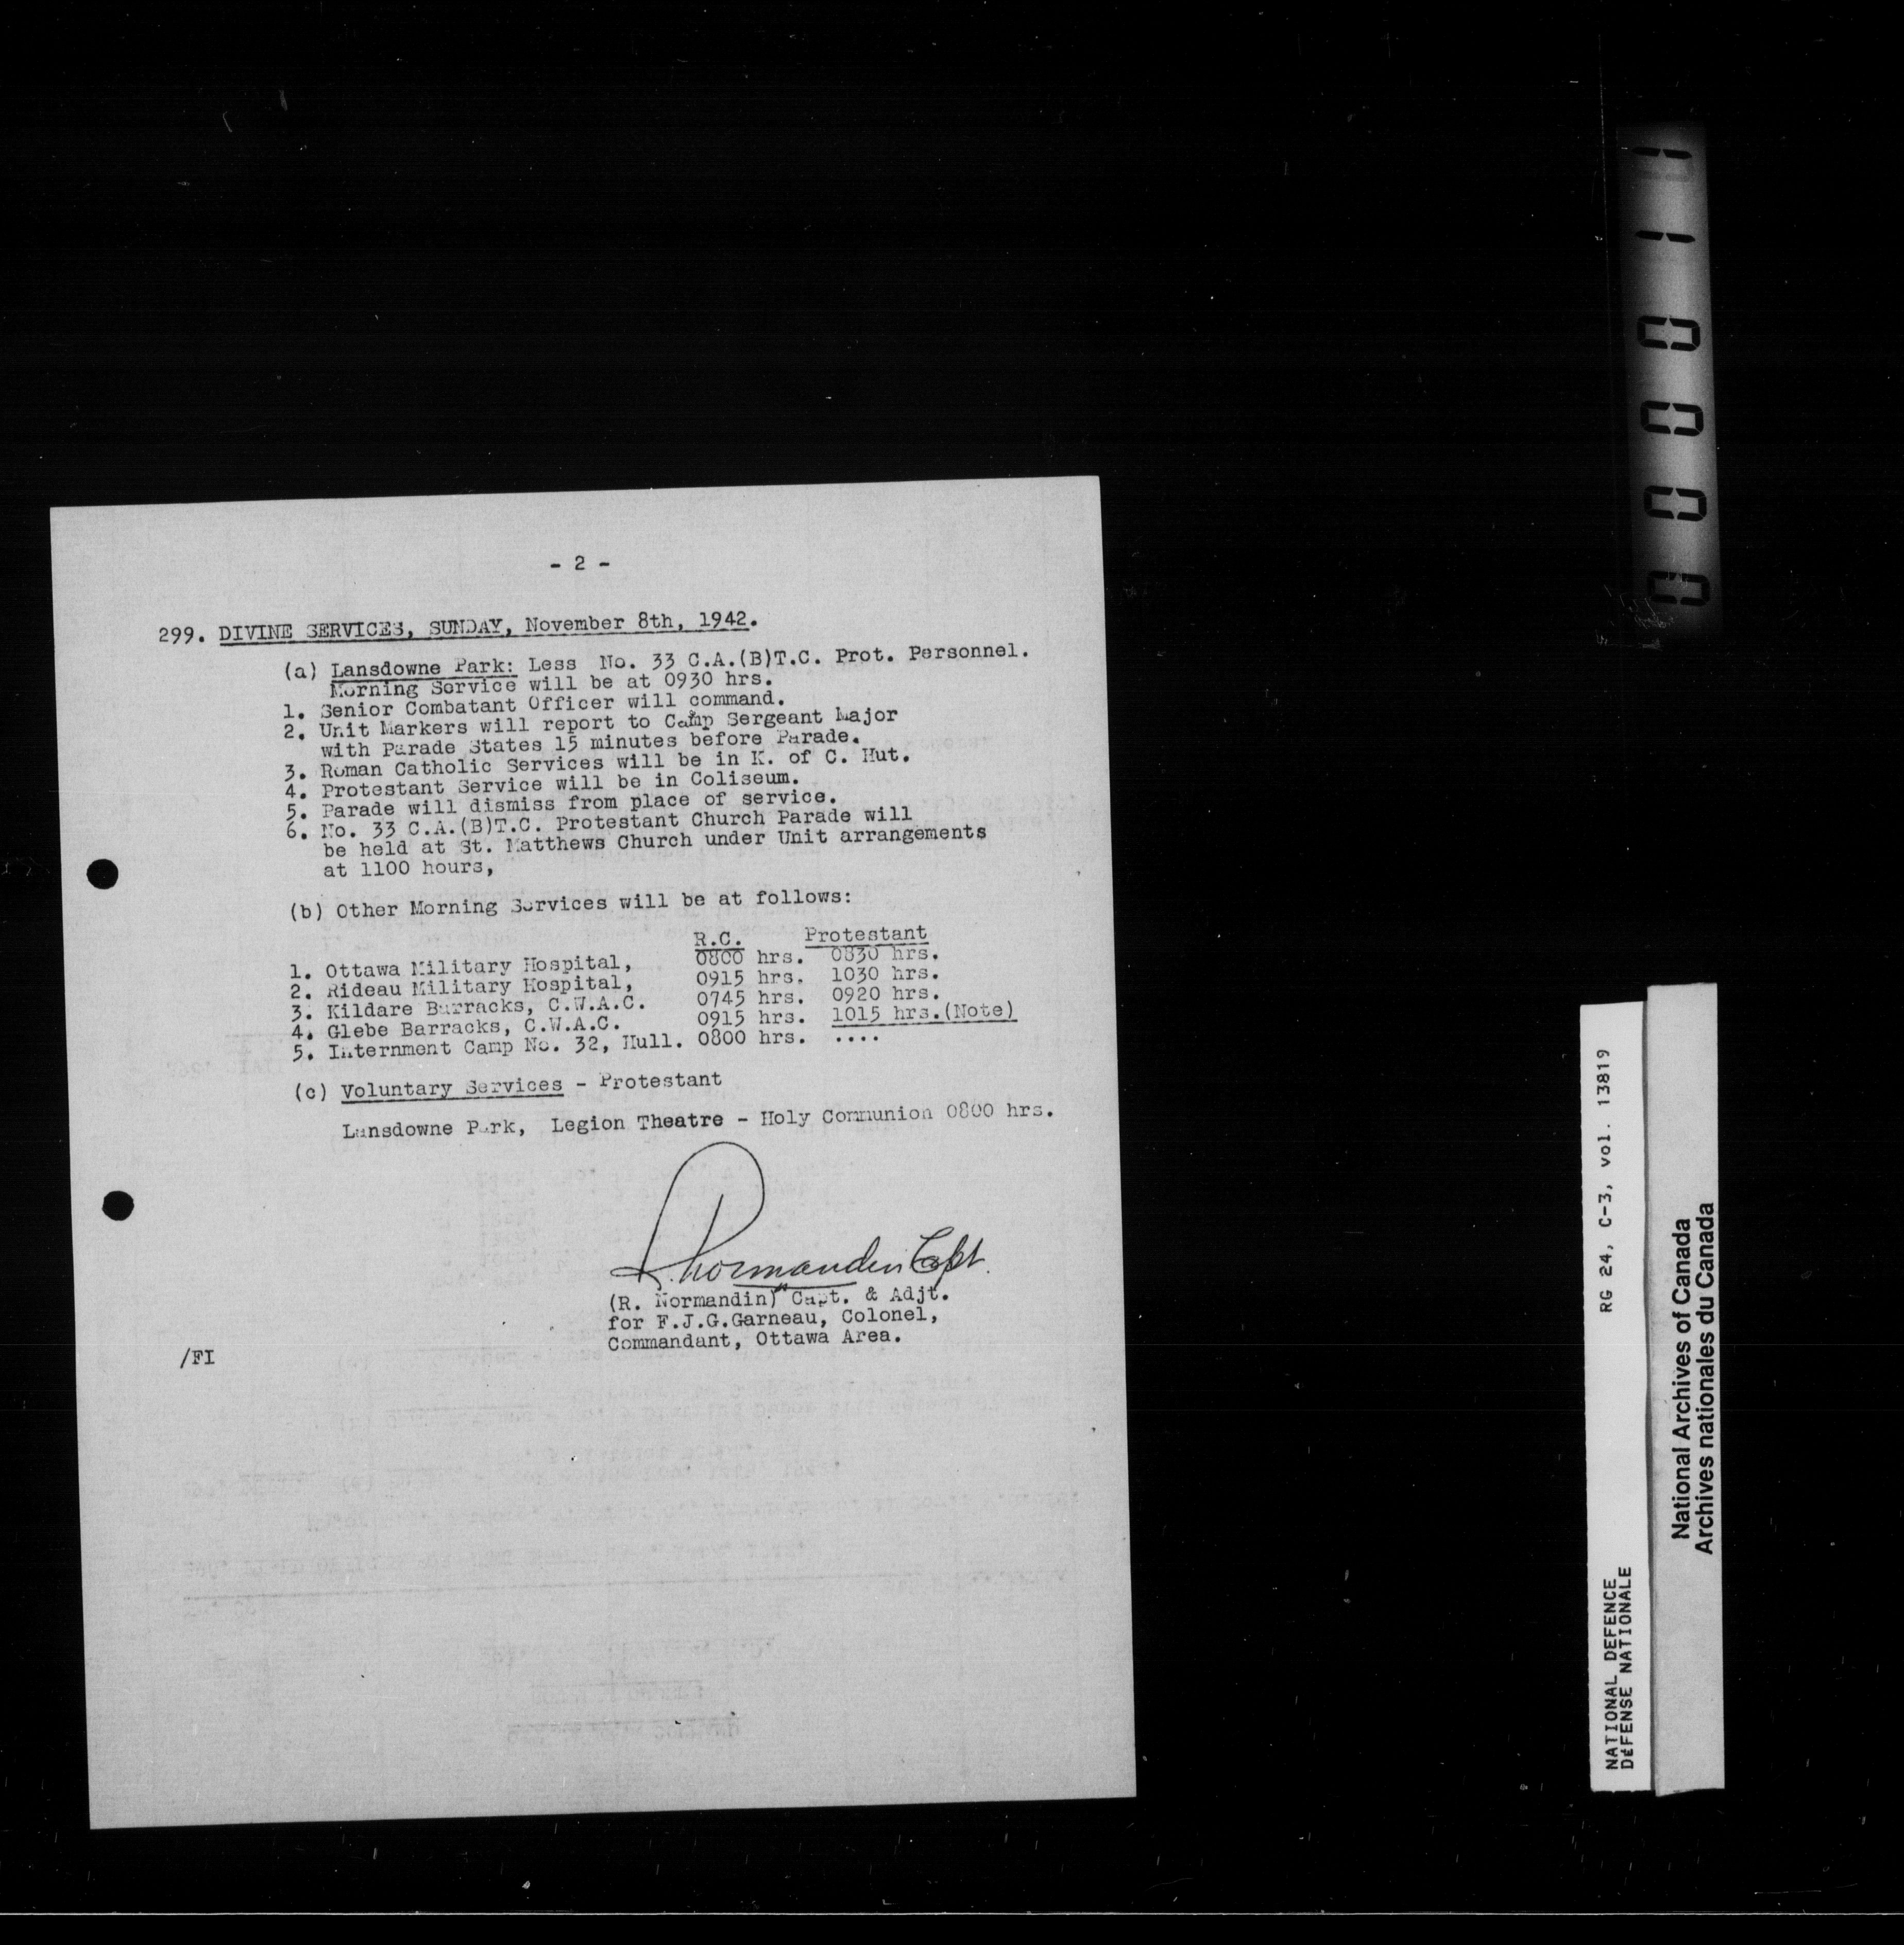 - 2 -
299. DIVINE SERVICES, SUNDAY, November 8th, 1942.
(a) Lansdowne Park: Less No. 33 C.A.(B)T.C. Prot. Personnel.
Morning Service will be at 0930 hrs.
1. Senior Combatant Officer will command.
2. Unit Markers will report to Camp Sergeant Major
with Parade States 15 minutes before Parade.
3. Roman Catholic Services will be in K. of C. Hut.
4. Protestant Service will be in Coliseum.
5. Parade will dismiss from place of service.
6. No. 33 C.A.(B)T.C. Protestant Church Parade will
be held at St. Matthews Church under Unit arrangements
at 1100 hours,
(b) Other Morning Services will be at follows:
R.C. Protestant
1. Ottawa Military Hospital, 0800 hrs. 0830 hrs.
2. Rideau Military Hospital, 0915 hrs. 1030 hrs.
3. Kildare Barracks, C.W.A.C. 0745 hrs. 0920 hrs.
4. Glebe Barracks, C.W.A.C. 0915 hrs. 1015 hrs.(Note)
5. Internment Camp No. 32, Hull. 0800 hrs. ....
(c) Voluntary Services - Protestant
Lansdowne Park, Legion Theatre - Holy Communion 0800 hrs.
R. Normandin Capt.
(R. Normandin) Capt. & Adjt.
for F.J.G.Garneau, Colonel,
Commandant, Ottawa Area.
/FI
NATIONAL DEFENCE
DEFENSE NATIONALE
RG 24, C-3, vol. 13819
National Archives of Canada
Archives nationales du Canada